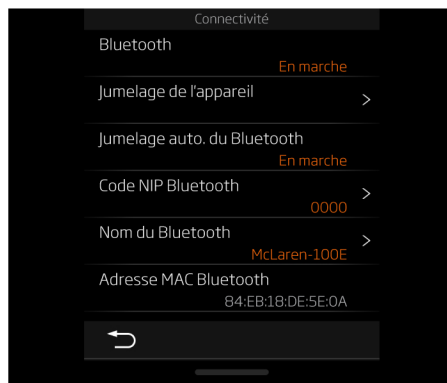 Connectivité
Bluetooth
En marche
Jumelage de l'appareil
Jumelage auto. du Bluetooth
En marche
Code NIP Bluetooth
0000
Nom du Bluetooth
McLaren-100E
Adresse MAC Bluetooth
84:EB:18:DE:5E:0A